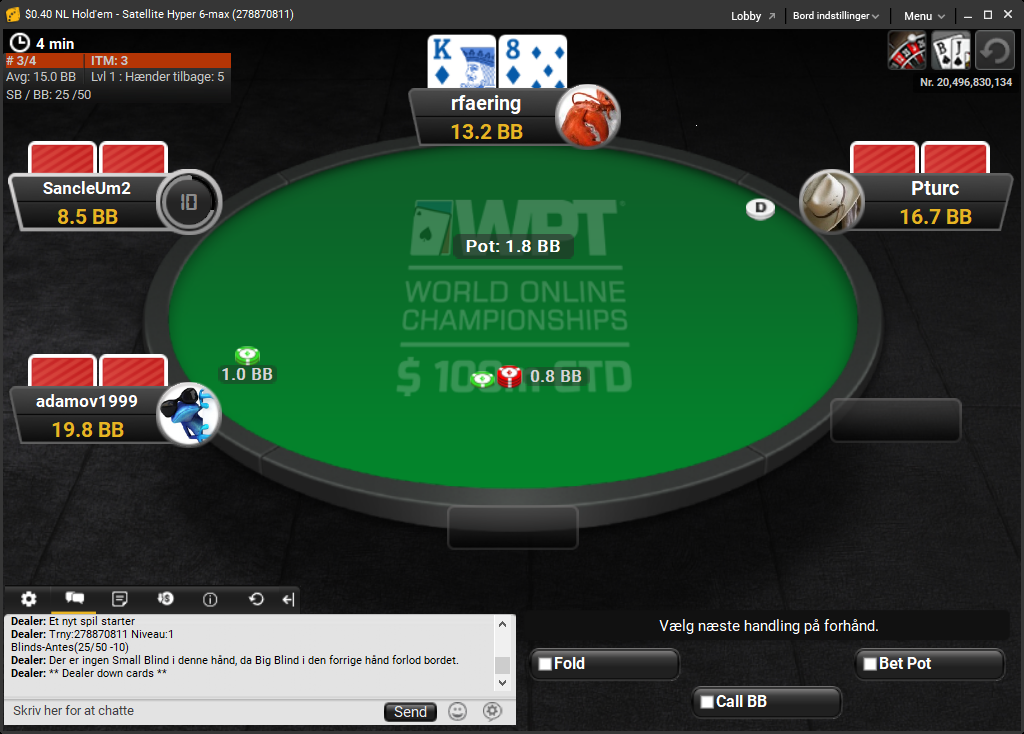 $0.40 NL Hold'em - Satellite Hyper 6-max (278870811)
Lobby
Bord indstillinger
Menu
4 min
# 3/4
ITM: 3
Avg: 15.0 BB
Lvl 1 : Hænder tilbage: 5
SB / BB: 25 /50
Nr. 20,496,830,134
K
8
rfaering
13.2 BB
SancleUm2
8.5 BB
10
Pturc
16.7 BB
D
WPT
Pot: 1.8 BB
WORLD ONLINE
CHAMPIONSHIPS
1.0 BB
0.8 BB
adamov1999
19.8 BB
Dealer: Et nyt spil starter
Dealer: Trny:278870811 Niveau:1
Blinds-Antes(25/50 -10)
Dealer: Der er ingen Small Blind i denne hånd, da Big Blind i den forrige hånd forlod bordet.
Dealer: ** Dealer down cards **
Skriv her for at chatte
Send
Vælg næste handling på forhånd.
Fold
Bet Pot
Call BB